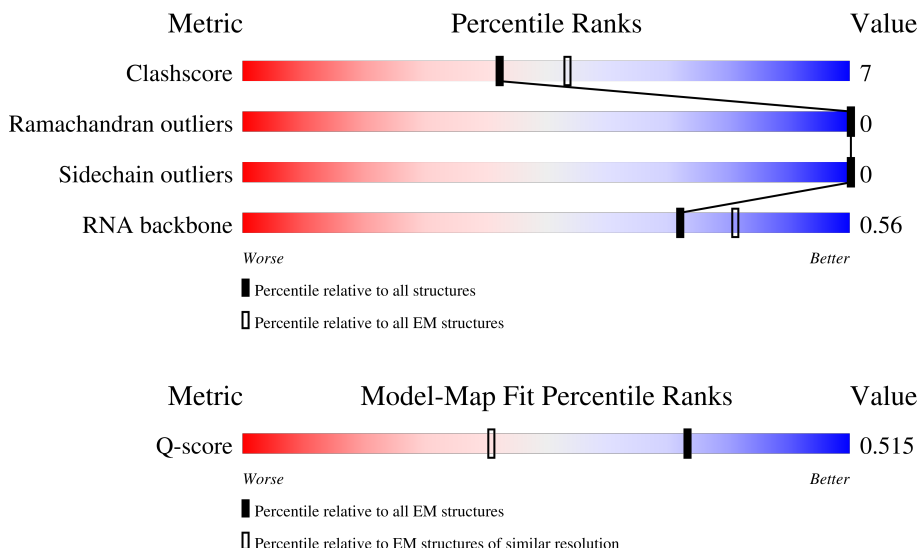 Metric Percentile Ranks Value
Clashscore 7
Ramachandran outliers 0
Sidechain outliers 0
RNA backbone 0.56
Worse Better
Percentile relative to all structures
Percentile relative to all EM structures
Metric Model-Map Fit Percentile Ranks Value
Q-score 0.515
Worse Better
Percentile relative to all EM structures
Percentile relative to EM structures of similar resolution